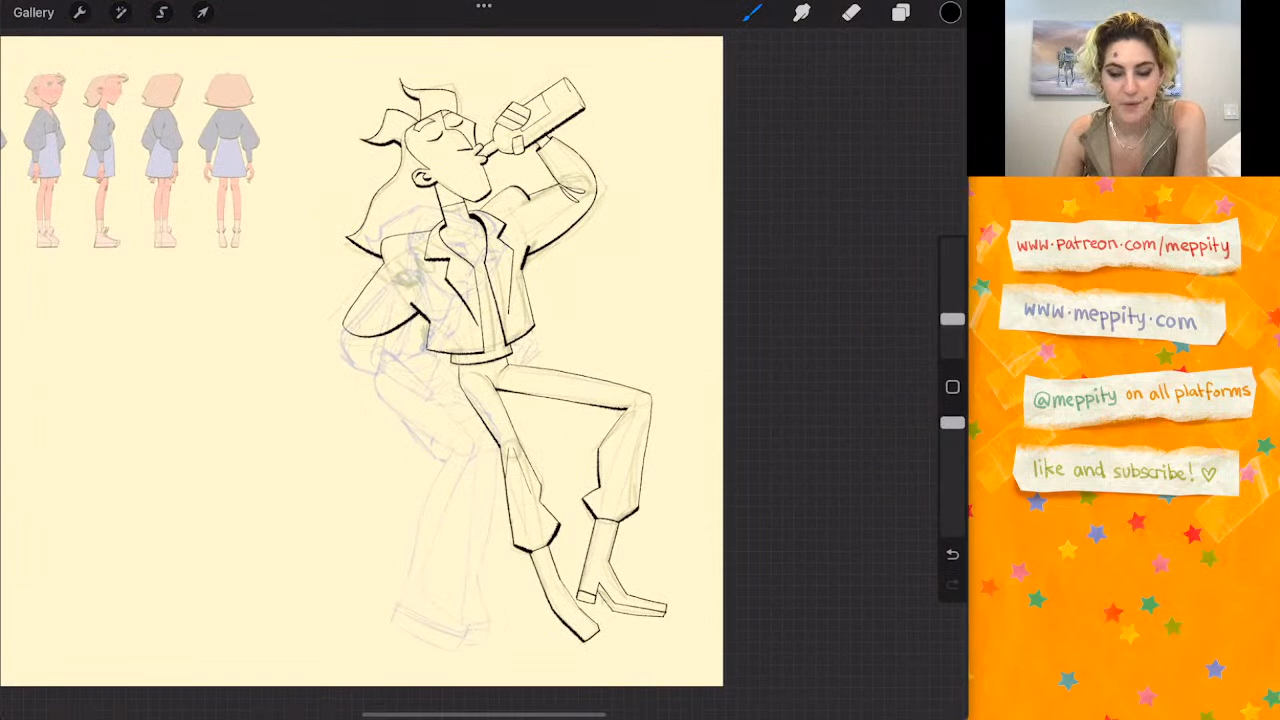 Gallery
www.patreon.com/meppity
www.meppity.com
@meppity on all platforms
like and subscribe! ♡